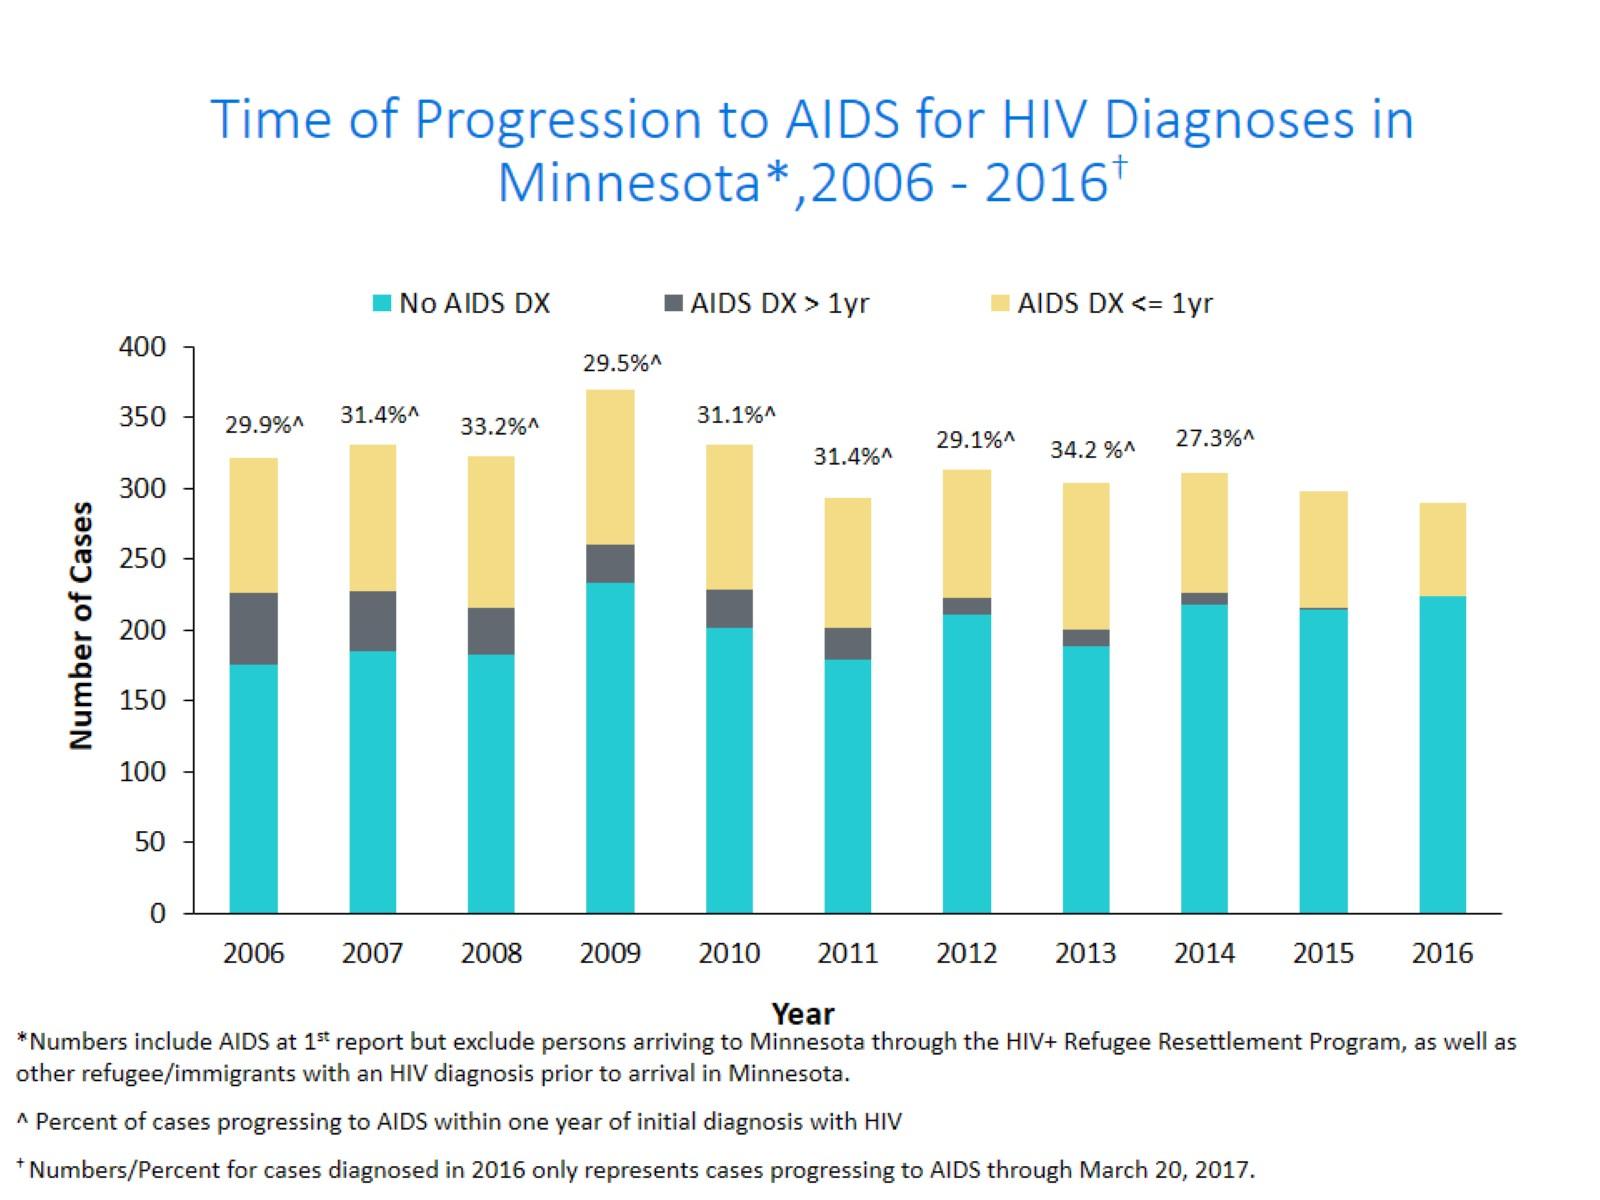 Time of Progression to AIDS for HIV Diagnoses in
Minnesota*,2006 - 2016†
No AIDS DX
AIDS DX > 1yr
AIDS DX <= 1yr
400
350
300
250
200
150
100
50
0
Number of Cases
29.9%^
31.4%^
33.2%^
29.5%^
31.1%^
31.4%^
29.1%^
34.2 %^
27.3%^
2006
2007
2008
2009
2010
2011
2012
2013
2014
2015
2016
Year
*Numbers include AIDS at 1st report but exclude persons arriving to Minnesota through the HIV+ Refugee Resettlement Program, as well as
other refugee/immigrants with an HIV diagnosis prior to arrival in Minnesota.
^ Percent of cases progressing to AIDS within one year of initial diagnosis with HIV
† Numbers/Percent for cases diagnosed in 2016 only represents cases progressing to AIDS through March 20, 2017.